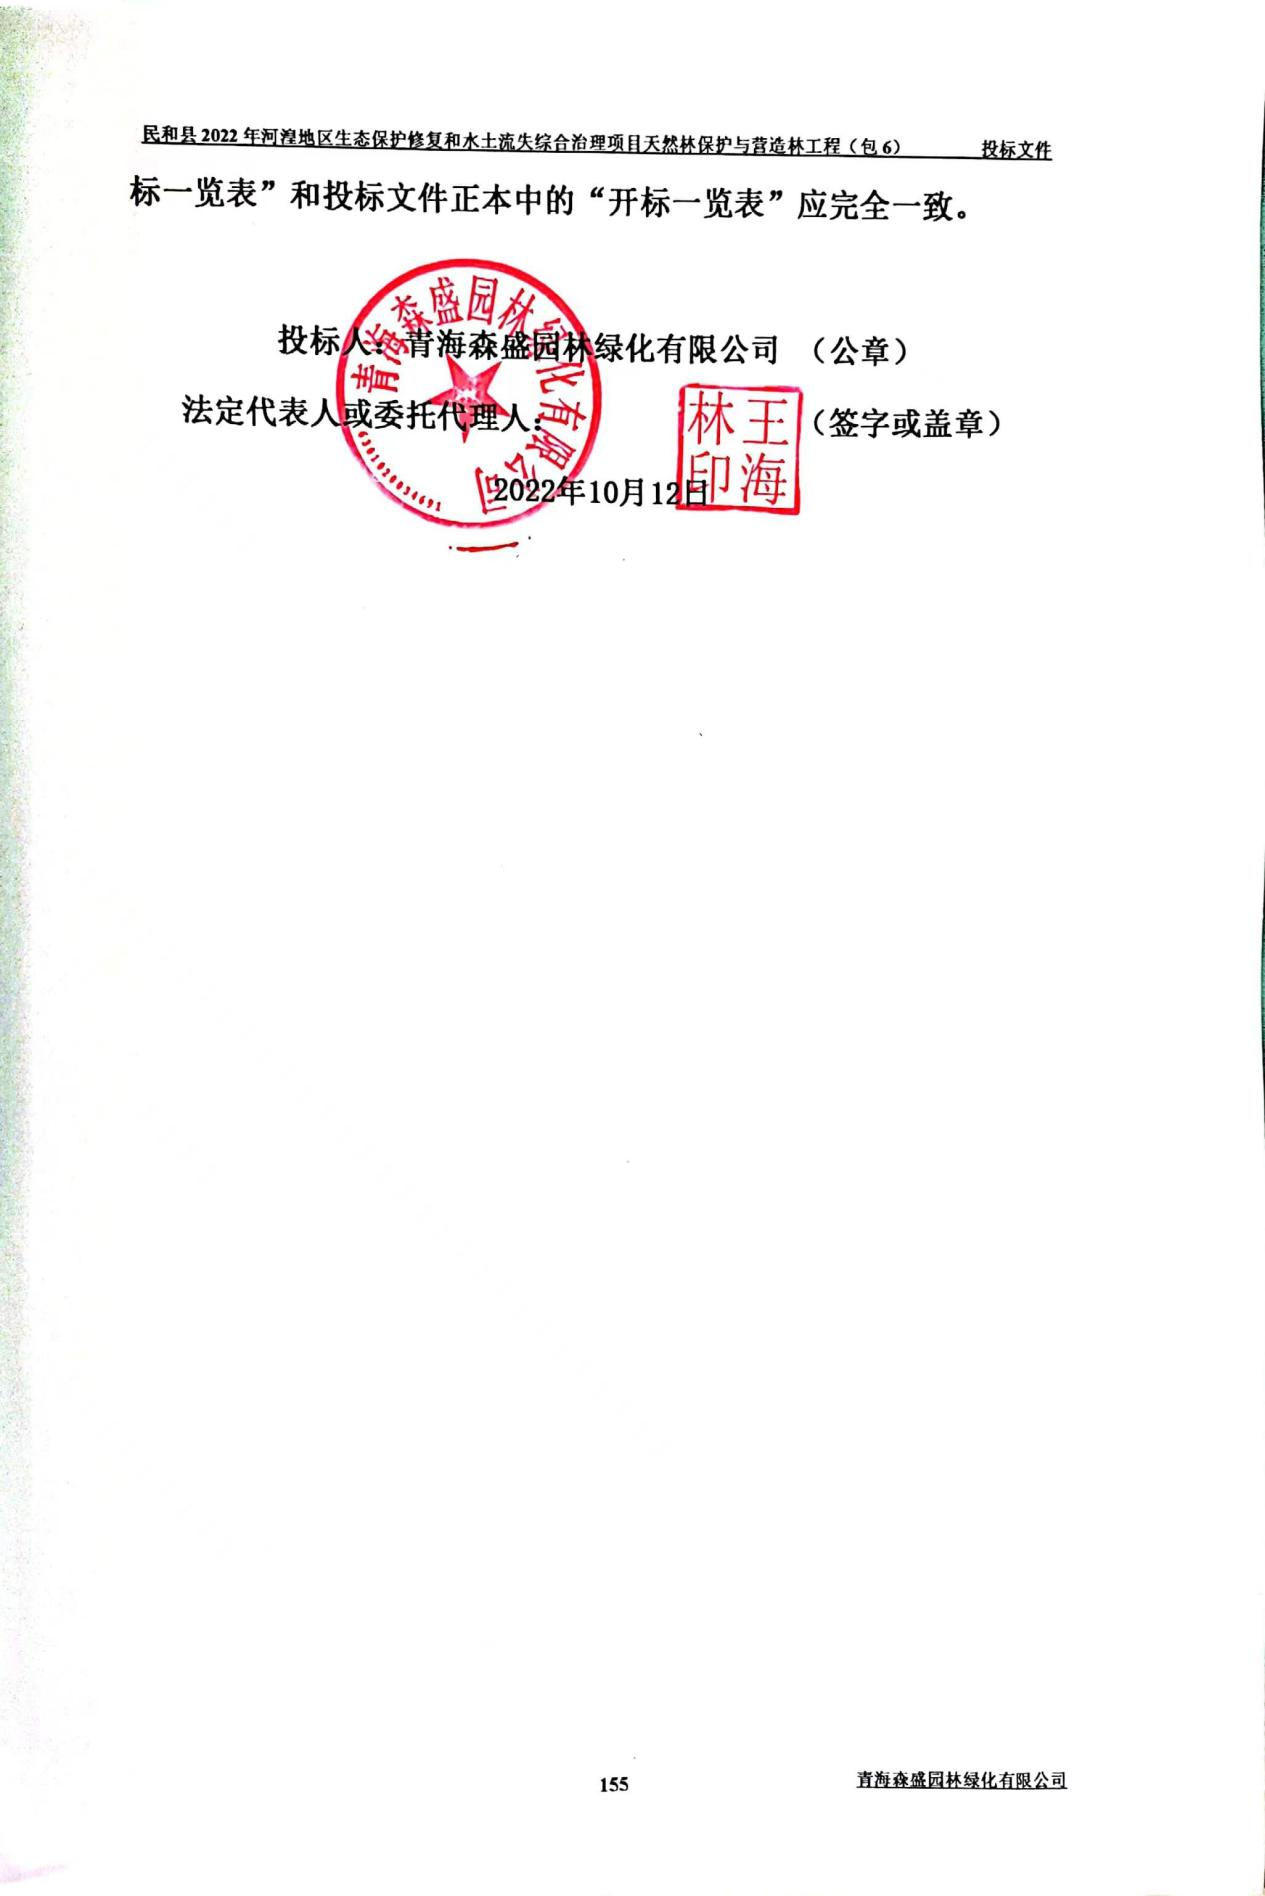 民和县2022年河湟地区生态保护修复和水土流失综合治理项目天然林保护与营造林工程（包6） 投标文件
标一览表”和投标文件正本中的“开标一览表”应完全一致。
青海森盛园林绿化有限公司
投标人：青海森盛园林绿化有限公司 （公章）
法定代表人或委托代理人： （签字或盖章）
王海林印
2022年10月12日
155
青海森盛园林绿化有限公司